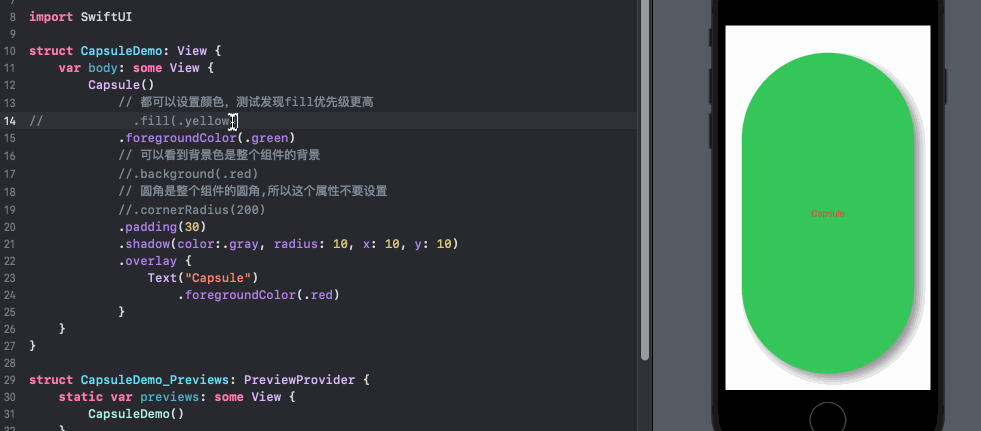 8 import SwiftUI
9
10 struct CapsuleDemo: View {
11 var body: some View {
12 Capsule()
13 // 都可以设置颜色，测试发现fill优先级更高
14 // .fill(.yellow)
15 .foregroundColor(.green)
16 // 可以看到背景色是整个组件的背景
17 //.background(.red)
18 // 圆角是整个组件的圆角,所以这个属性不要设置
19 //.cornerRadius(200)
20 .padding(30)
21 .shadow(color:.gray, radius: 10, x: 10, y: 10)
22 .overlay {
23 Text("Capsule")
24 .foregroundColor(.red)
25 }
26 }
27 }
28
29 struct CapsuleDemo_Previews: PreviewProvider {
30 static var previews: some View {
31 CapsuleDemo()
32 }
Capsule